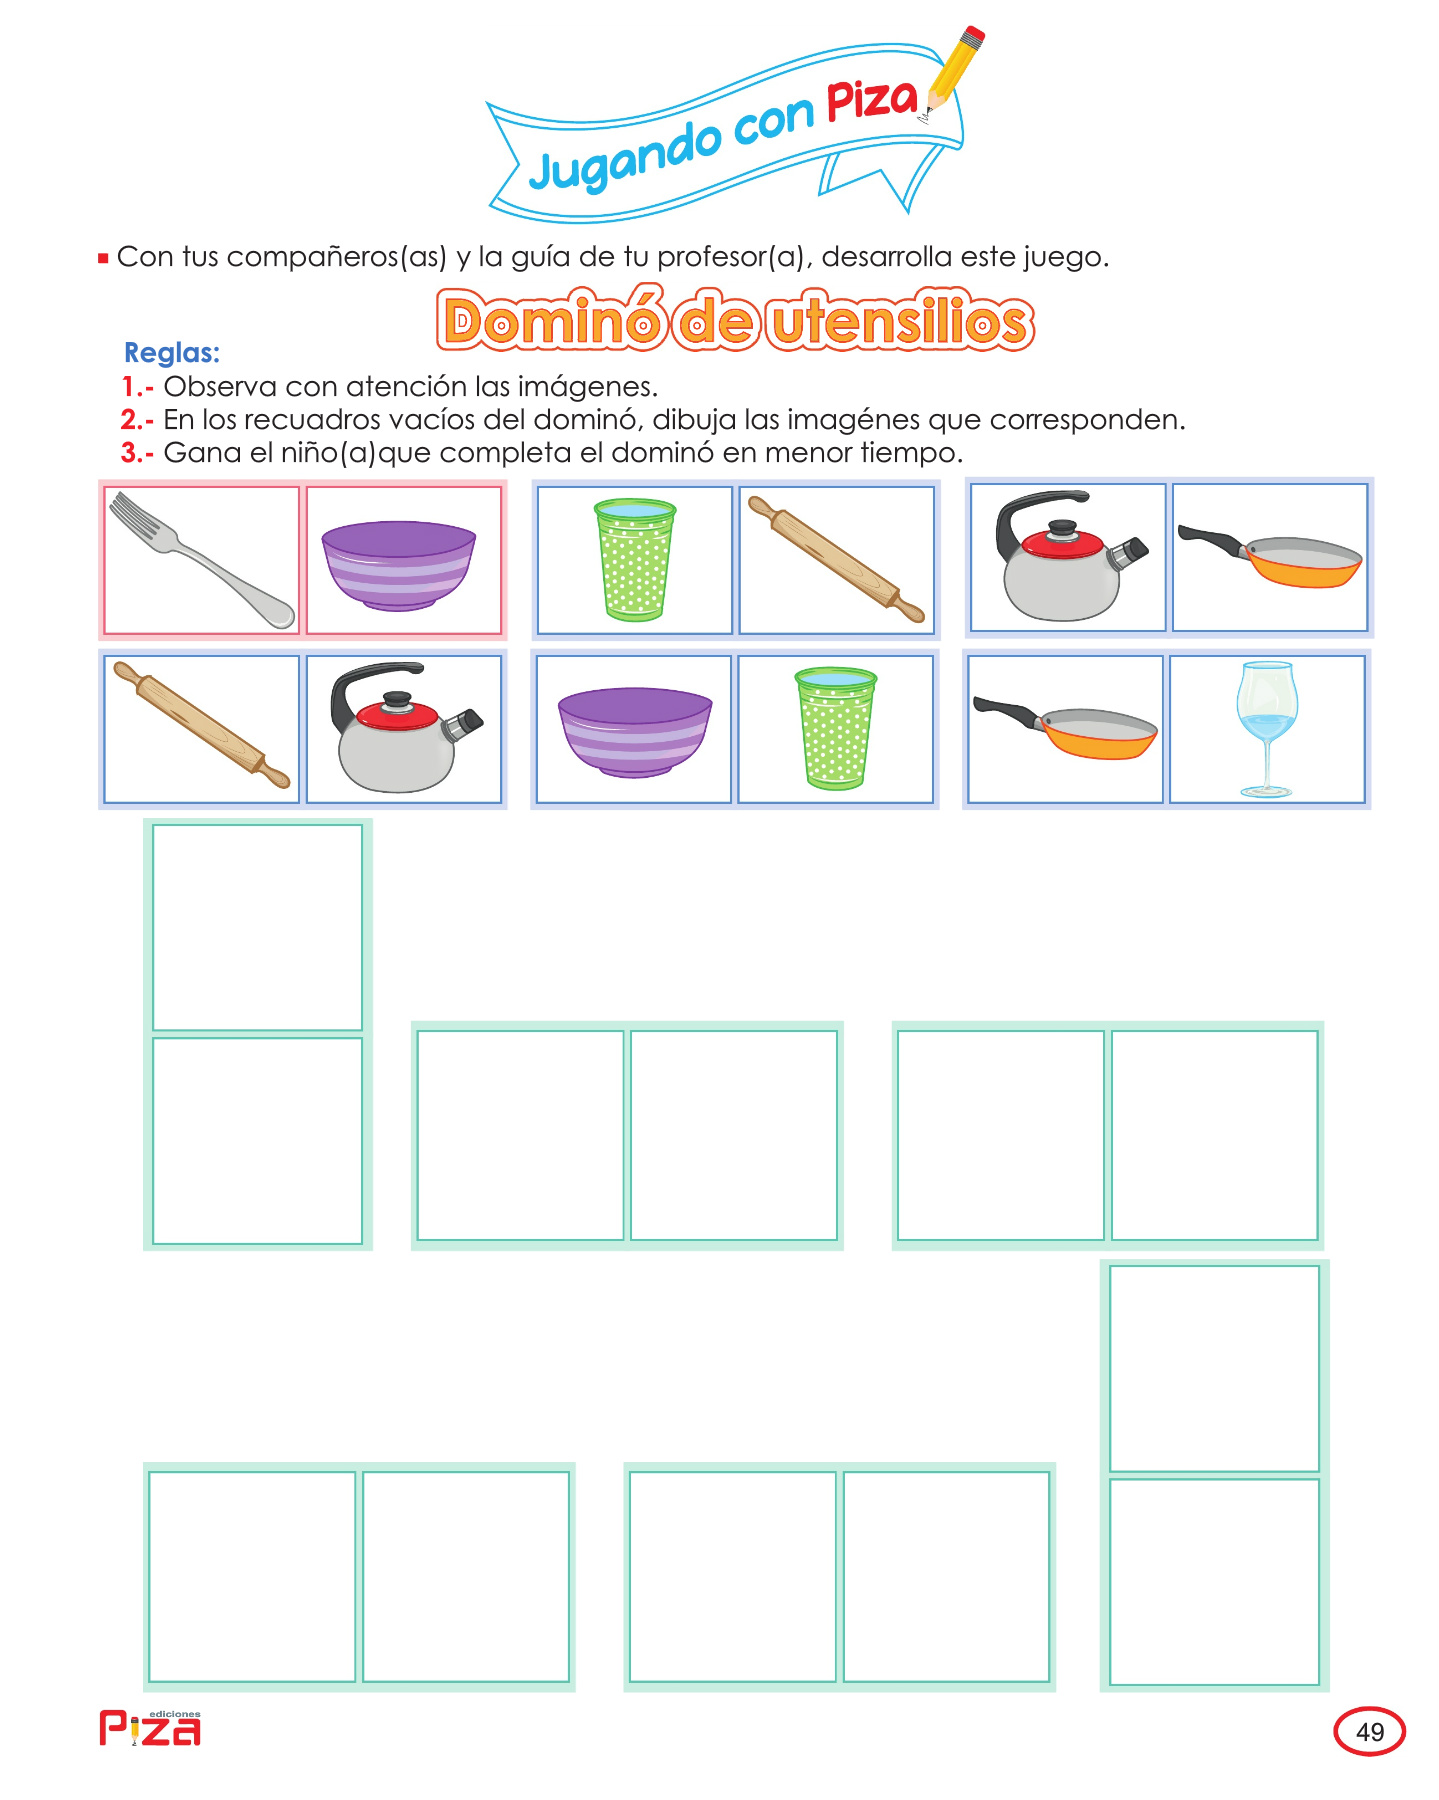 Jugando con Piza
Con tus compañeros(as) y la guía de tu profesor(a), desarrolla este juego.
Dominó de utensilios
Reglas:
1.- Observa con atención las imágenes.
2.- En los recuadros vacíos del dominó, dibuja las imagénes que corresponden.
3.- Gana el niño(a)que completa el dominó en menor tiempo.
ediciones
Piza
49